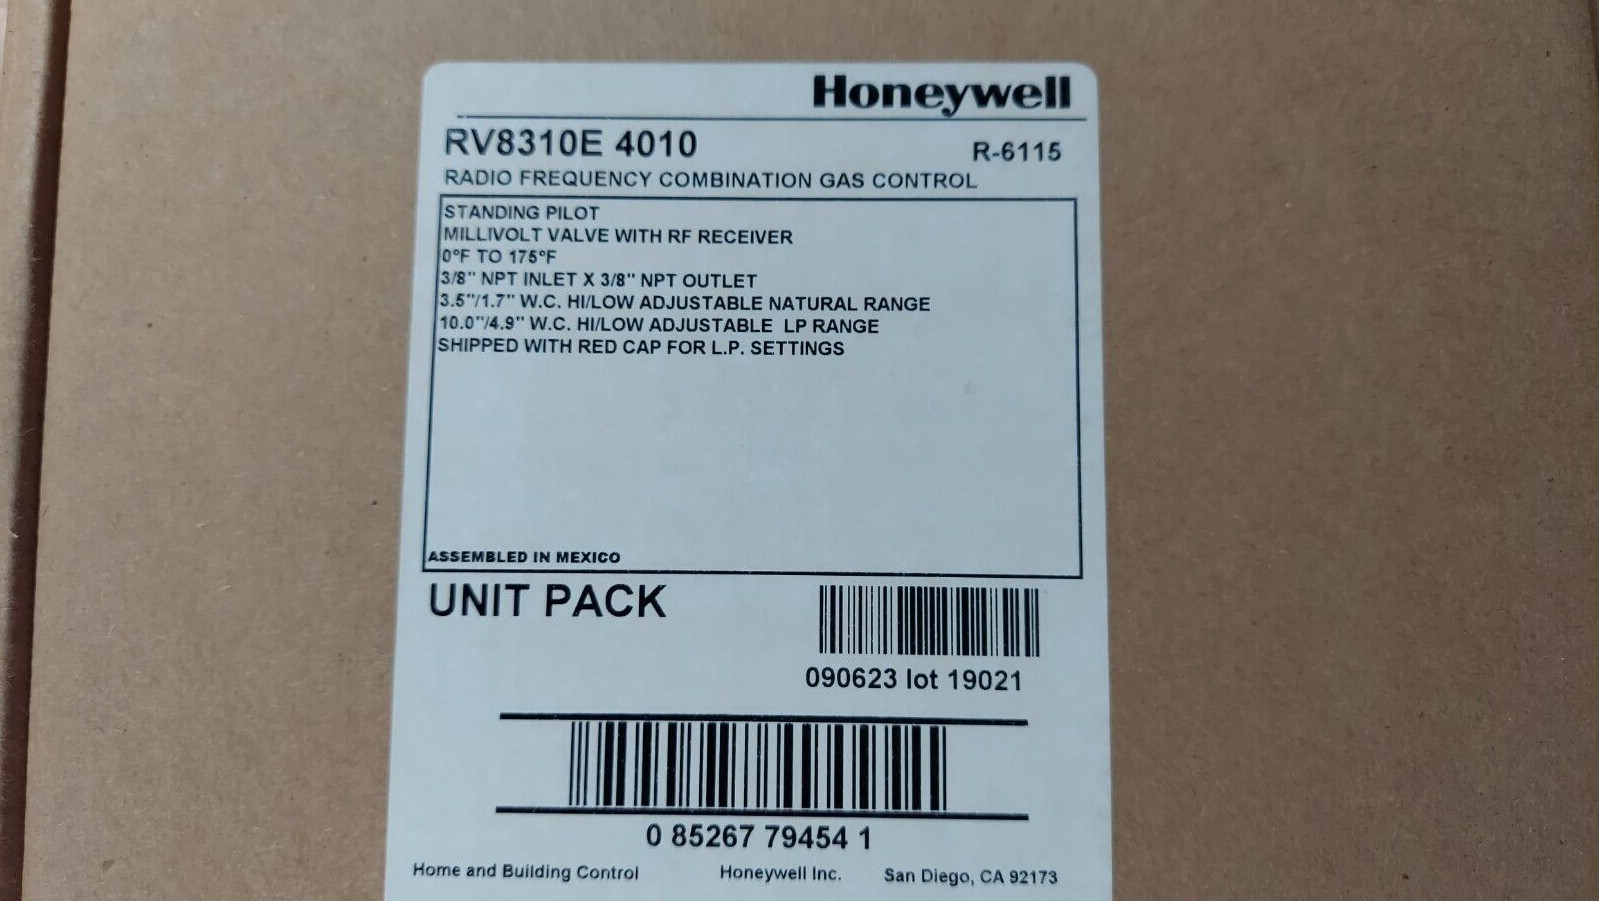 Honeywell
RV8310E 4010 R-6115
RADIO FREQUENCY COMBINATION GAS CONTROL
STANDING PILOT
MILLIVOLT VALVE WITH RF RECEIVER
0°F TO 175°F
3/8" NPT INLET X 3/8" NPT OUTLET
3.5"/1.7" W.C. HI/LOW ADJUSTABLE NATURAL RANGE
10.0"/4.9" W.C. HI/LOW ADJUSTABLE LP RANGE
SHIPPED WITH RED CAP FOR L.P. SETTINGS
ASSEMBLED IN MEXICO
UNIT PACK
090623 lot 19021
0 85267 79454 1
Home and Building Control Honeywell Inc. San Diego, CA 92173